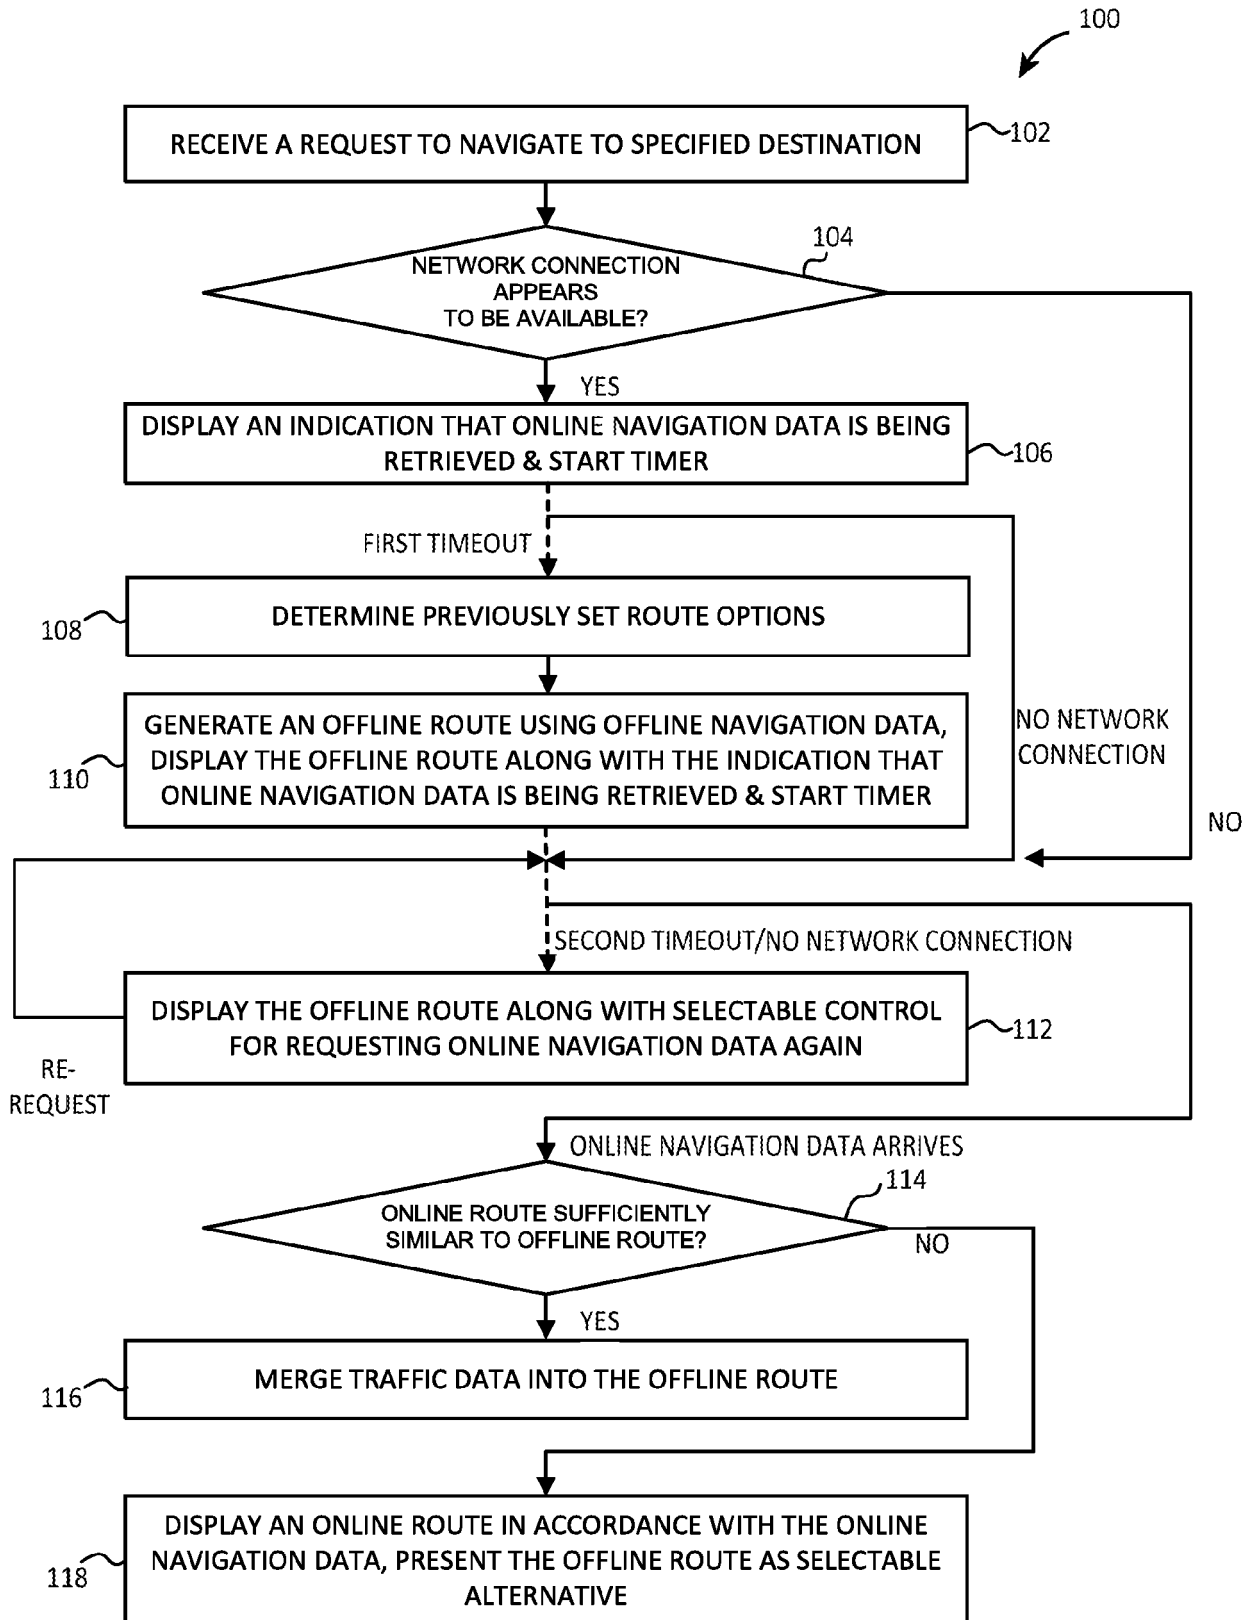 100
RECEIVE A REQUEST TO NAVIGATE TO SPECIFIED DESTINATION
102
104
NETWORK CONNECTION
APPEARS
TO BE AVAILABLE?
YES
DISPLAY AN INDICATION THAT ONLINE NAVIGATION DATA IS BEING
RETRIEVED & START TIMER
106
FIRST TIMEOUT
DETERMINE PREVIOUSLY SET ROUTE OPTIONS
108
GENERATE AN OFFLINE ROUTE USING OFFLINE NAVIGATION DATA,
DISPLAY THE OFFLINE ROUTE ALONG WITH THE INDICATION THAT
ONLINE NAVIGATION DATA IS BEING RETRIEVED & START TIMER
110
NO NETWORK
CONNECTION
NO
SECOND TIMEOUT/NO NETWORK CONNECTION
DISPLAY THE OFFLINE ROUTE ALONG WITH SELECTABLE CONTROL
FOR REQUESTING ONLINE NAVIGATION DATA AGAIN
112
RE-
REQUEST
ONLINE NAVIGATION DATA ARRIVES
114
ONLINE ROUTE SUFFICIENTLY
SIMILAR TO OFFLINE ROUTE?
NO
YES
MERGE TRAFFIC DATA INTO THE OFFLINE ROUTE
116
DISPLAY AN ONLINE ROUTE IN ACCORDANCE WITH THE ONLINE
NAVIGATION DATA, PRESENT THE OFFLINE ROUTE AS SELECTABLE
ALTERNATIVE
118